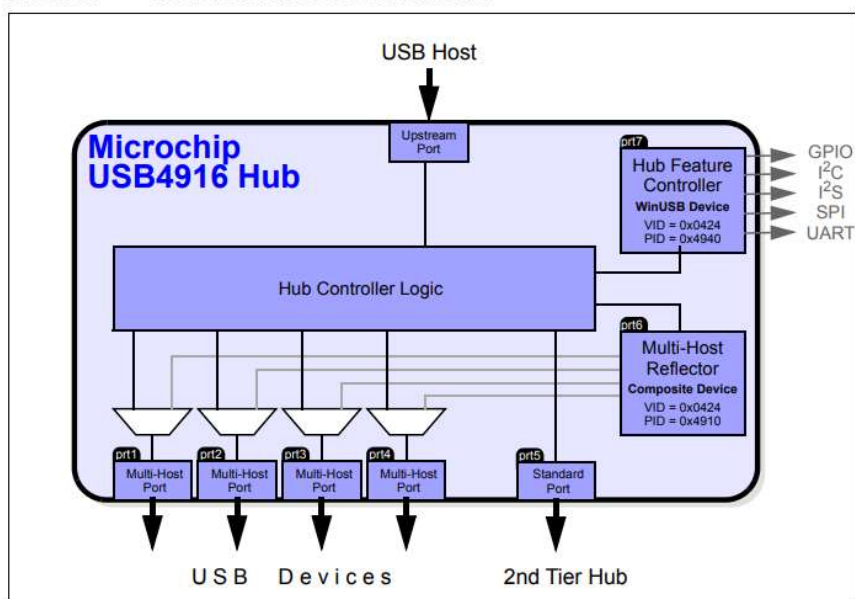 USB Host
Microchip
USB4916 Hub
Upstream
Port
prt7
Hub Feature
Controller
WinUSB Device
VID = 0x0424
PID = 0x4940
GPIO
I²C
I²S
SPI
UART
Hub Controller Logic
prt6
Multi-Host
Reflector
Composite Device
VID = 0x0424
PID = 0x4910
prt1
Multi-Host
Port
prt2
Multi-Host
Port
prt3
Multi-Host
Port
prt4
Multi-Host
Port
prt5
Standard
Port
USB Devices
2nd Tier Hub